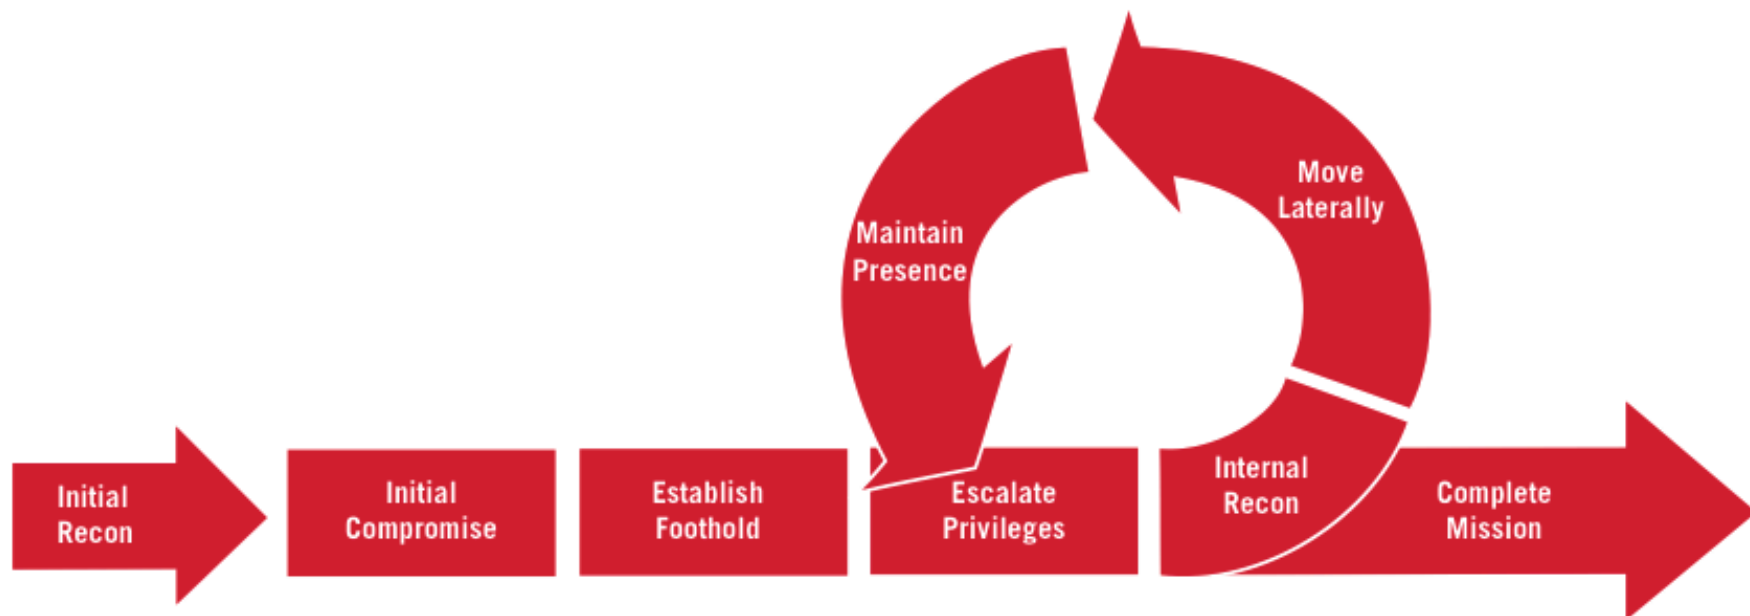 Initial
Recon
Initial
Compromise
Establish
Foothold
Escalate
Privileges
Internal
Recon
Move
Laterally
Maintain
Presence
Complete
Mission